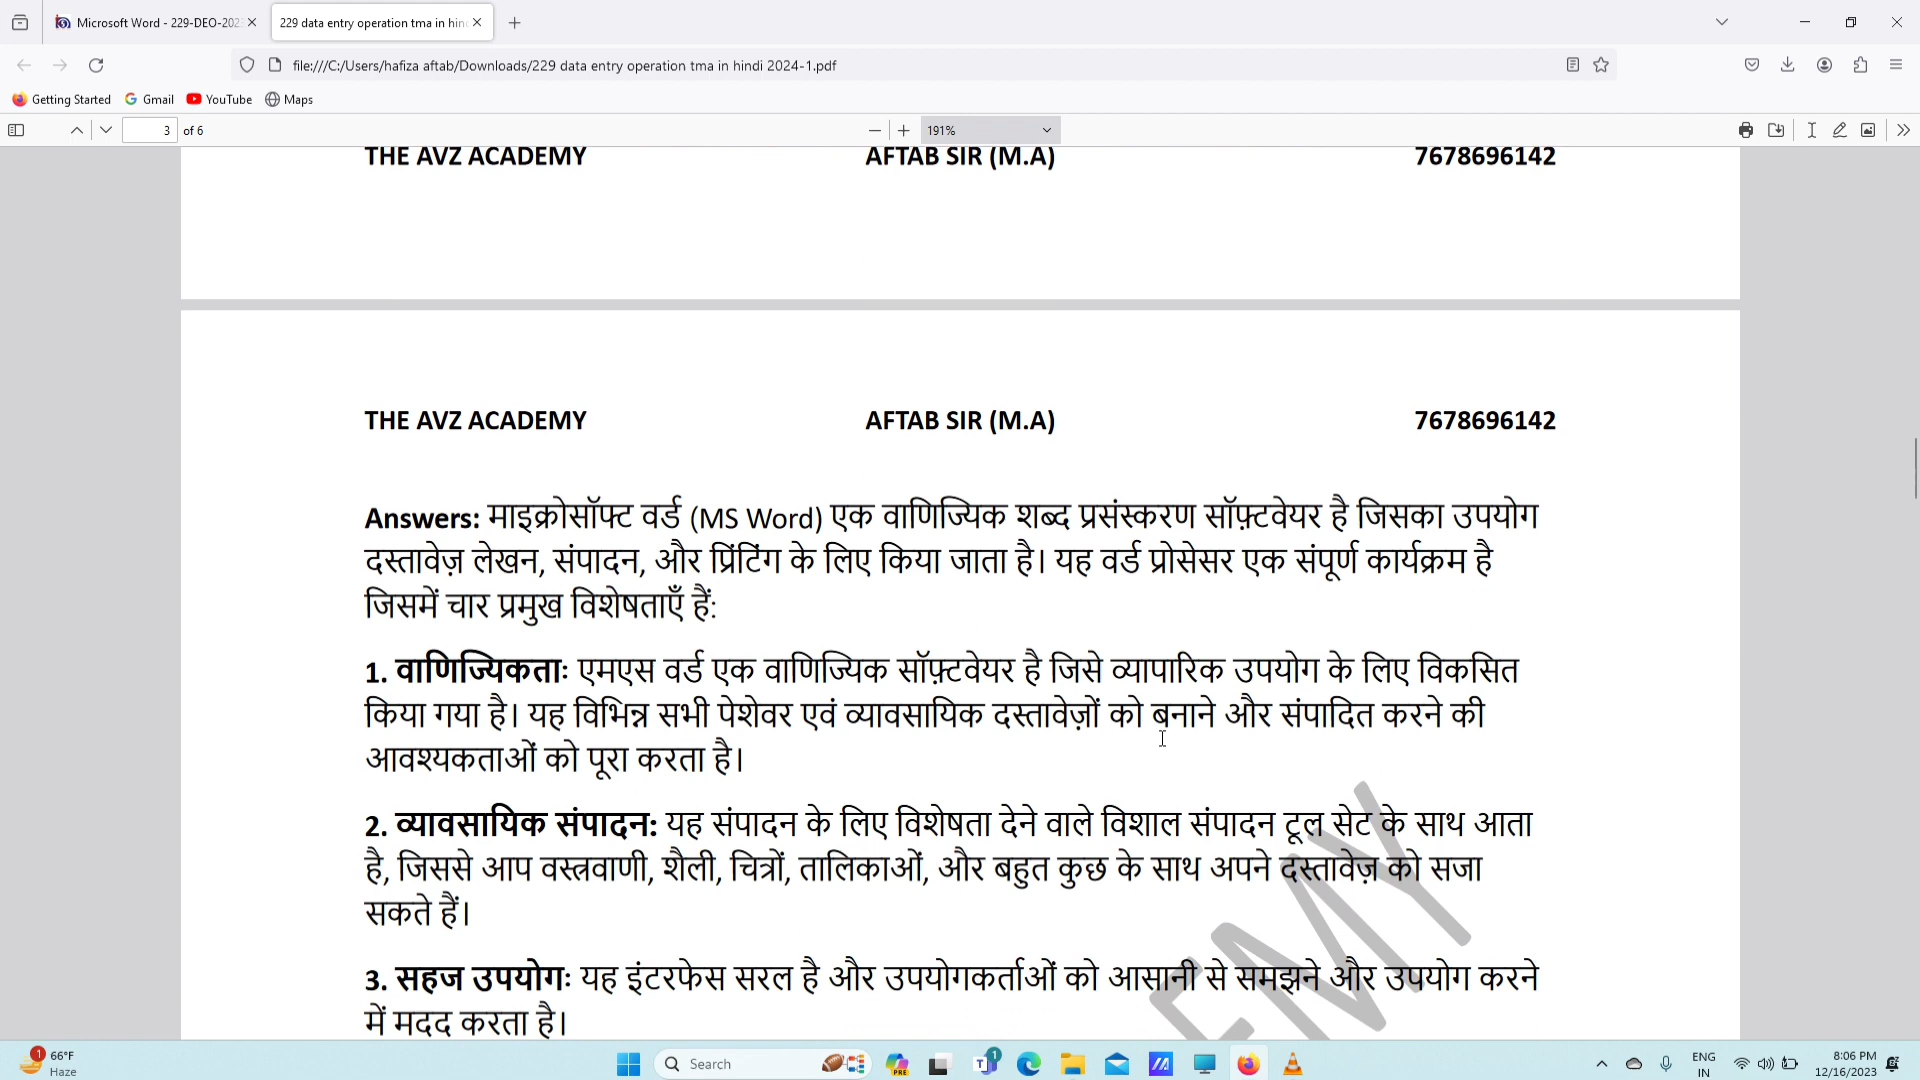 Microsoft Word - 229-DEO-202
229 data entry operation tma in hin
file:///C:/Users/hafiza aftab/Downloads/229 data entry operation tma in hindi 2024-1.pdf
Getting Started Gmail YouTube Maps
3 of 6 191%
THE AVZ ACADEMY AFTAB SIR (M.A) 7678696142
THE AVZ ACADEMY AFTAB SIR (M.A) 7678696142
Answers: माइक्रोसॉफ्ट वर्ड (MS Word) एक वाणिज्यिक शब्द प्रसंस्करण सॉफ़्टवेयर है जिसका उपयोग
दस्तावेज़ लेखन, संपादन, और प्रिंटिंग के लिए किया जाता है। यह वर्ड प्रोसेसर एक संपूर्ण कार्यक्रम है
जिसमें चार प्रमुख विशेषताएँ हैं:
1. वाणिज्यिकता: एमएस वर्ड एक वाणिज्यिक सॉफ़्टवेयर है जिसे व्यापारिक उपयोग के लिए विकसित
किया गया है। यह विभिन्न सभी पेशेवर एवं व्यावसायिक दस्तावेज़ों को बनाने और संपादित करने की
आवश्यकताओं को पूरा करता है।
2. व्यावसायिक संपादन: यह संपादन के लिए विशेषता देने वाले विशाल संपादन टूल सेट के साथ आता
है, जिससे आप वस्त्रवाणी, शैली, चित्रों, तालिकाओं, और बहुत कुछ के साथ अपने दस्तावेज़ को सजा
सकते हैं।
3. सहज उपयोग: यह इंटरफेस सरल है और उपयोगकर्ताओं को आसानी से समझने और उपयोग करने
में मदद करता है।
EMY
1 66°F
Haze
Search
PRE
1
ENG
IN
8:06 PM
12/16/2023